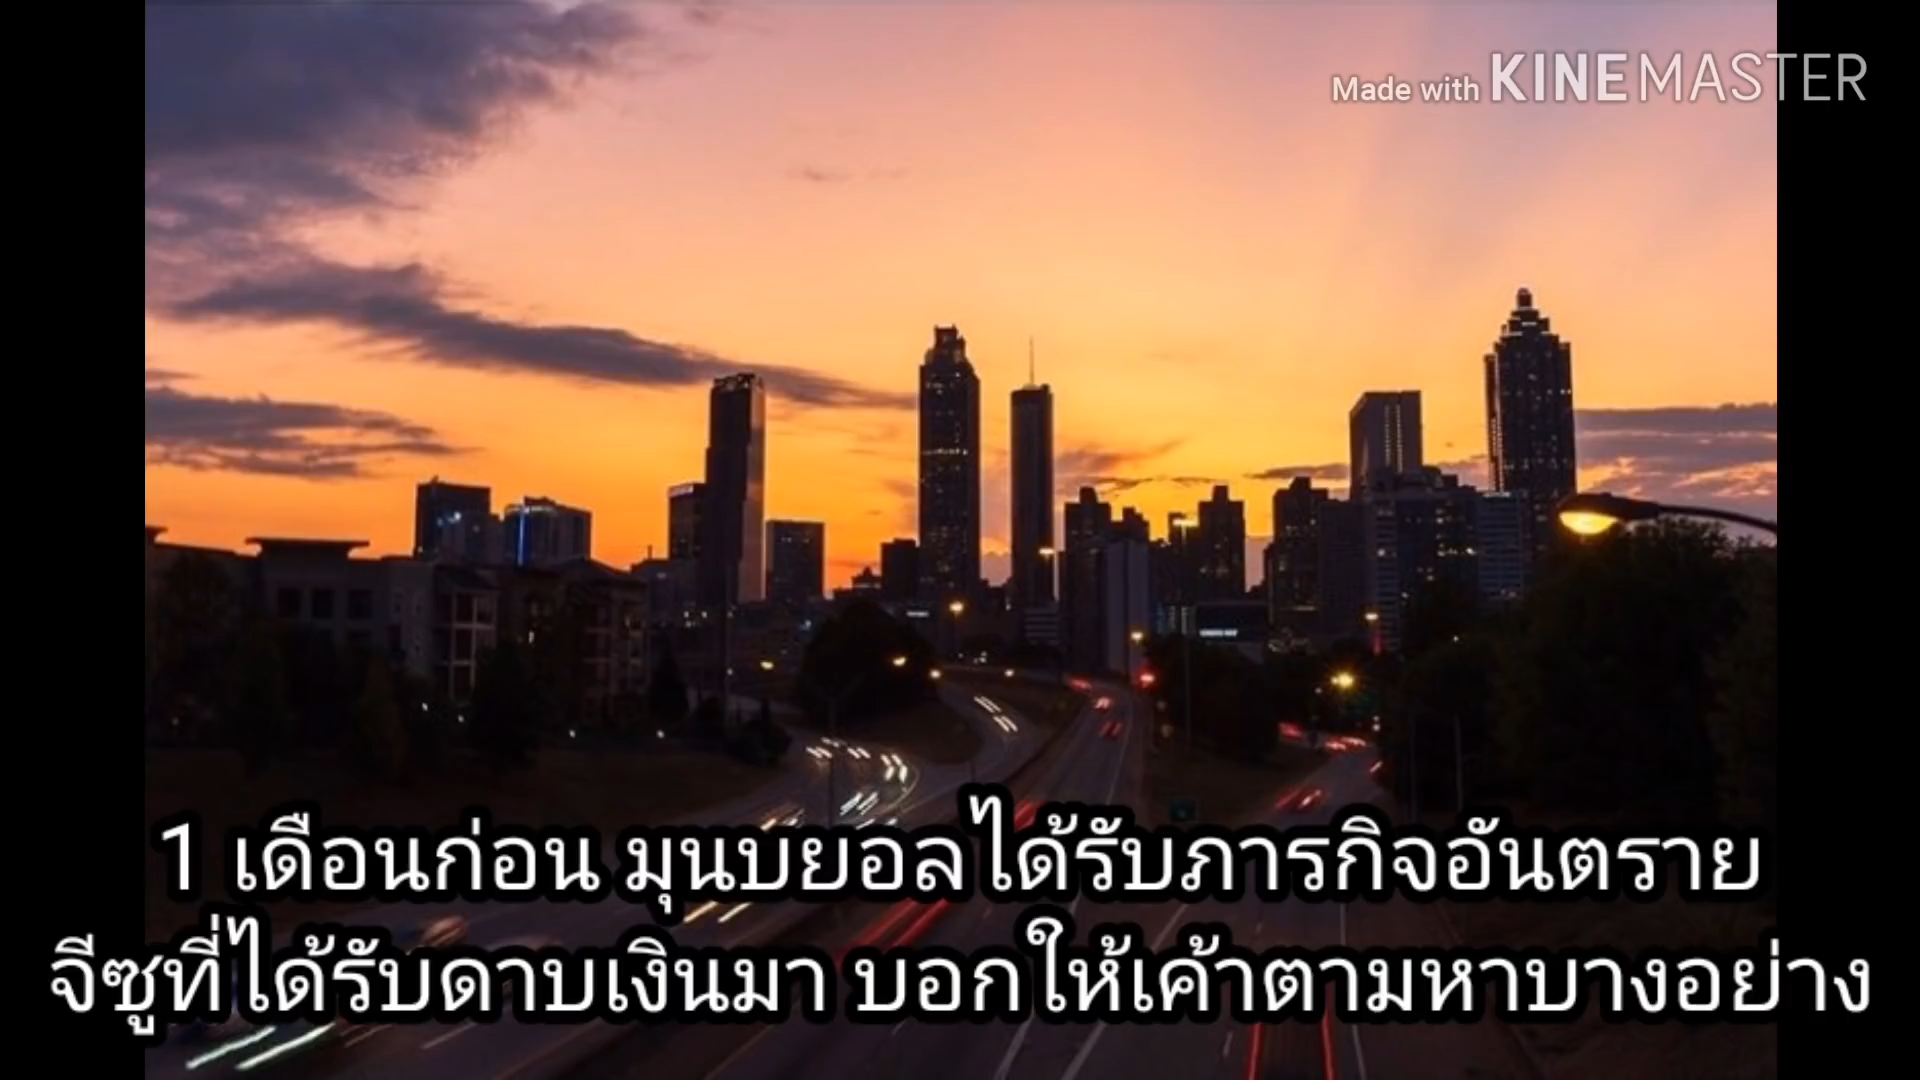 Made with KINEMASTER
1 เดือนก่อน มุนบยอลได้รับภารกิจอันตราย
จีซูที่ได้รับดาบเงินมา บอกให้เค้าตามหาบางอย่าง